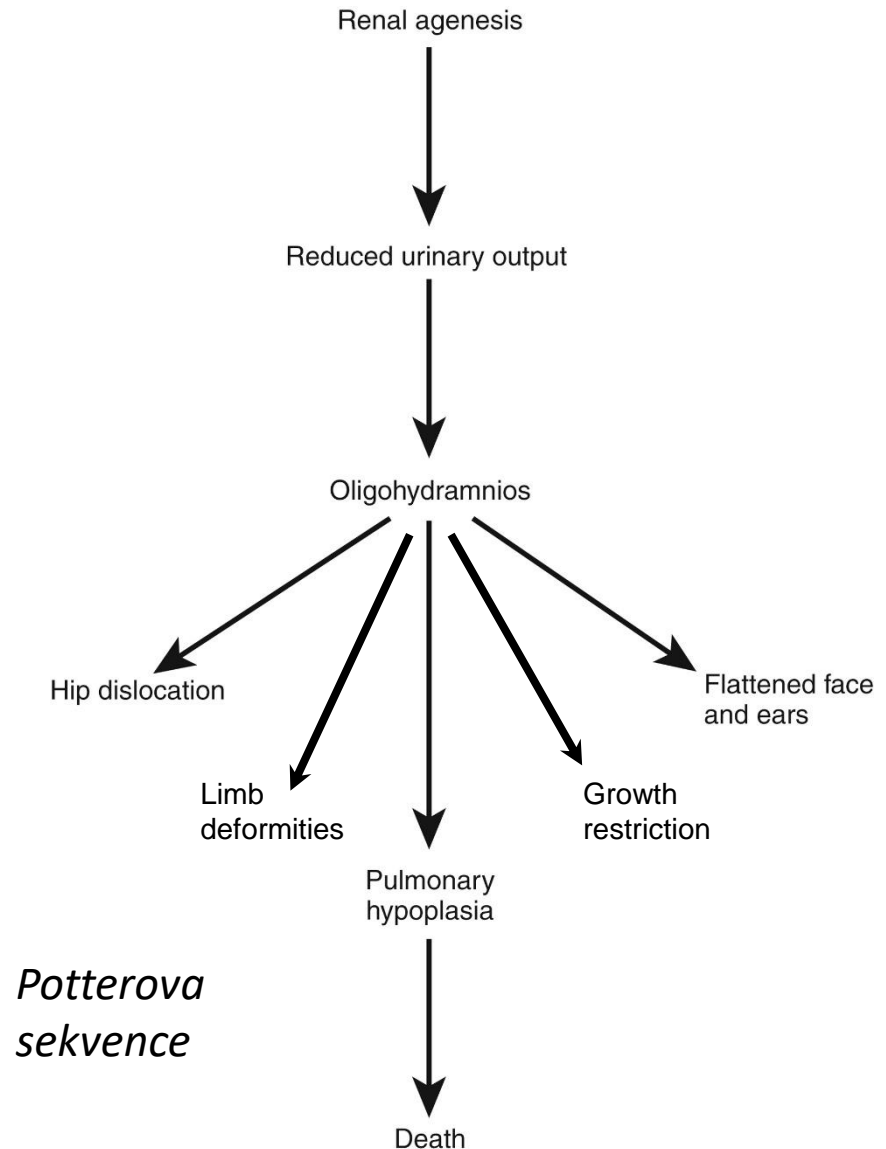 Renal agenesis
Reduced urinary output
Oligohydramnios
Hip dislocation
Flattened face
and ears
Limb
deformities
Growth
restriction
Pulmonary
hypoplasia
Potterova
sekvence
Death